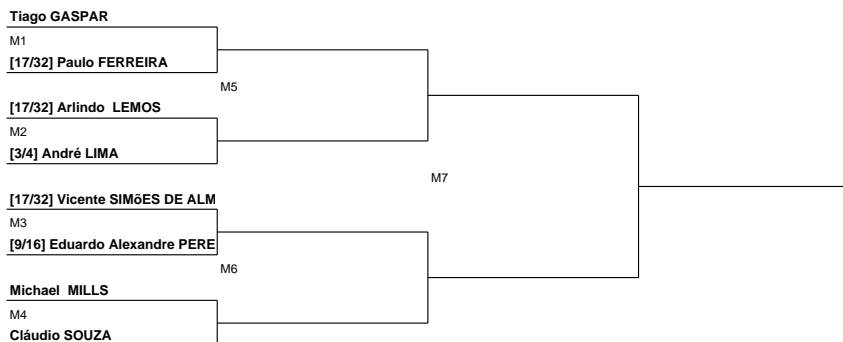 Tiago GASPAR
M1
[17/32] Paulo FERREIRA
M5
[17/32] Arlindo LEMOS
M2
[3/4] André LIMA
M7
[17/32] Vicente SIMõES DE ALM
M3
[9/16] Eduardo Alexandre PERE
M6
Michael MILLS
M4
Cláudio SOUZA